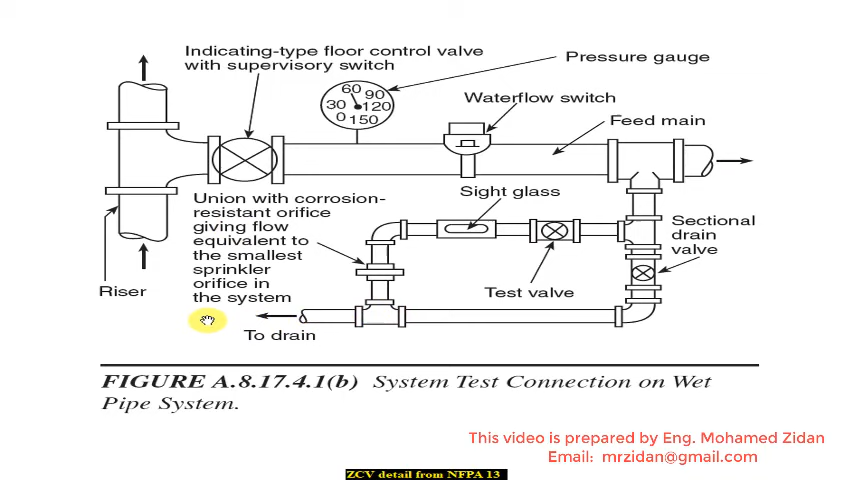 Indicating-type floor control valve
with supervisory switch
Pressure gauge
60
90
30
120
0
150
Waterflow switch
Feed main
Union with corrosion-
resistant orifice
giving flow
equivalent to
the smallest
sprinkler
orifice in
the system
Sight glass
Sectional
drain
valve
Test valve
Riser
To drain
FIGURE A.8.17.4.1(b) System Test Connection on Wet
Pipe System.
This video is prepared by Eng. Mohamed Zidan
Email: mrzidan@gmail.com
ZCV detail from NFPA 13